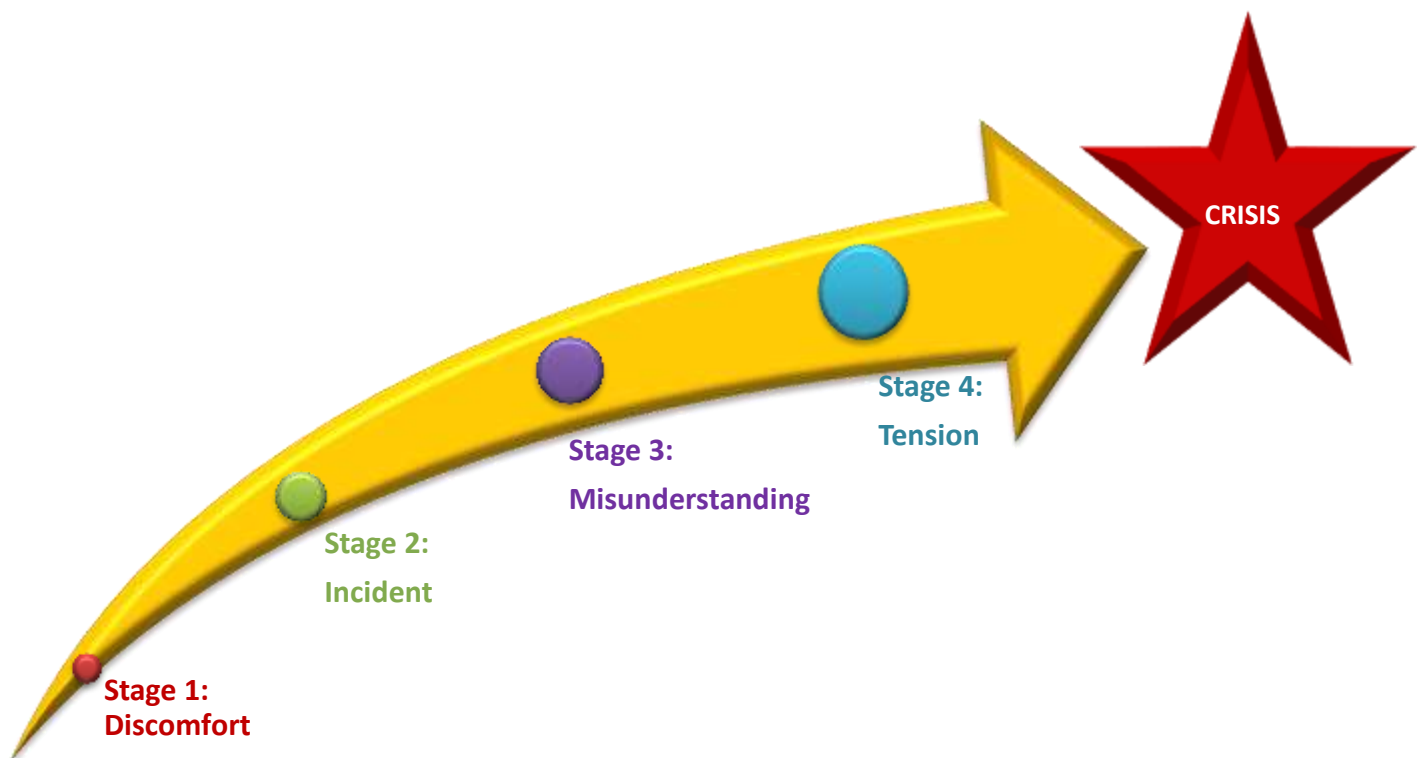 CRISIS
Stage 4:
Tension
Stage 3:
Misunderstanding
Stage 2:
Incident
Stage 1:
Discomfort